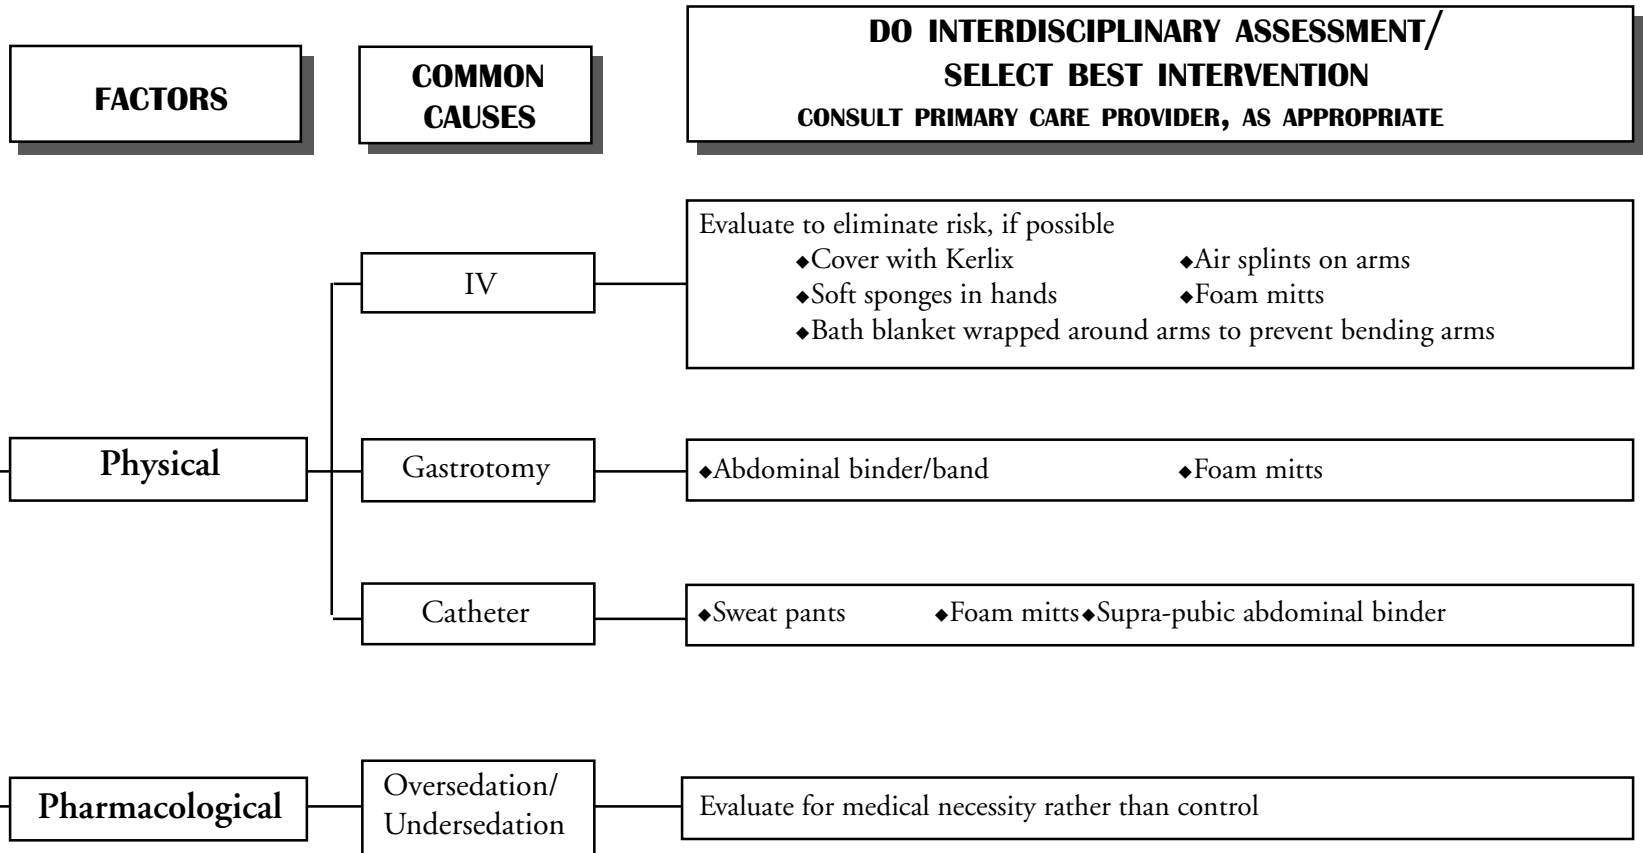 FACTORS
COMMON
CAUSES
DO INTERDISCIPLINARY ASSESSMENT/
SELECT BEST INTERVENTION
CONSULT PRIMARY CARE PROVIDER, AS APPROPRIATE
Physical
IV
Evaluate to eliminate risk, if possible
◆Cover with Kerlix ◆Air splints on arms
◆Soft sponges in hands ◆Foam mitts
◆Bath blanket wrapped around arms to prevent bending arms
Gastrotomy
◆Abdominal binder/band ◆Foam mitts
Catheter
◆Sweat pants ◆Foam mitts◆Supra-pubic abdominal binder
Pharmacological
Oversedation/
Undersedation
Evaluate for medical necessity rather than control